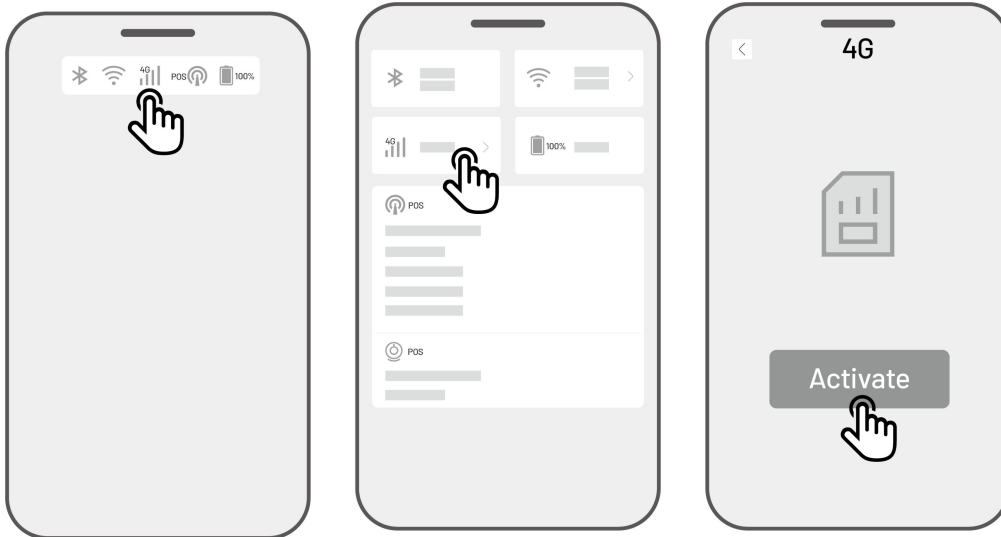 4G POS 100%
4G 100%
POS
POS
4G
Activate